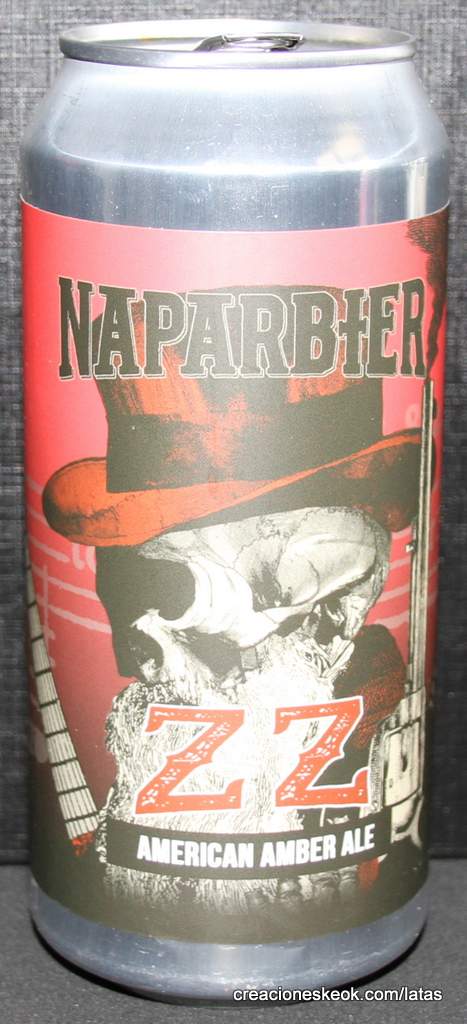 NAPARBIER
ZZ
AMERICAN AMBER ALE
creacioneskeok.com/latas